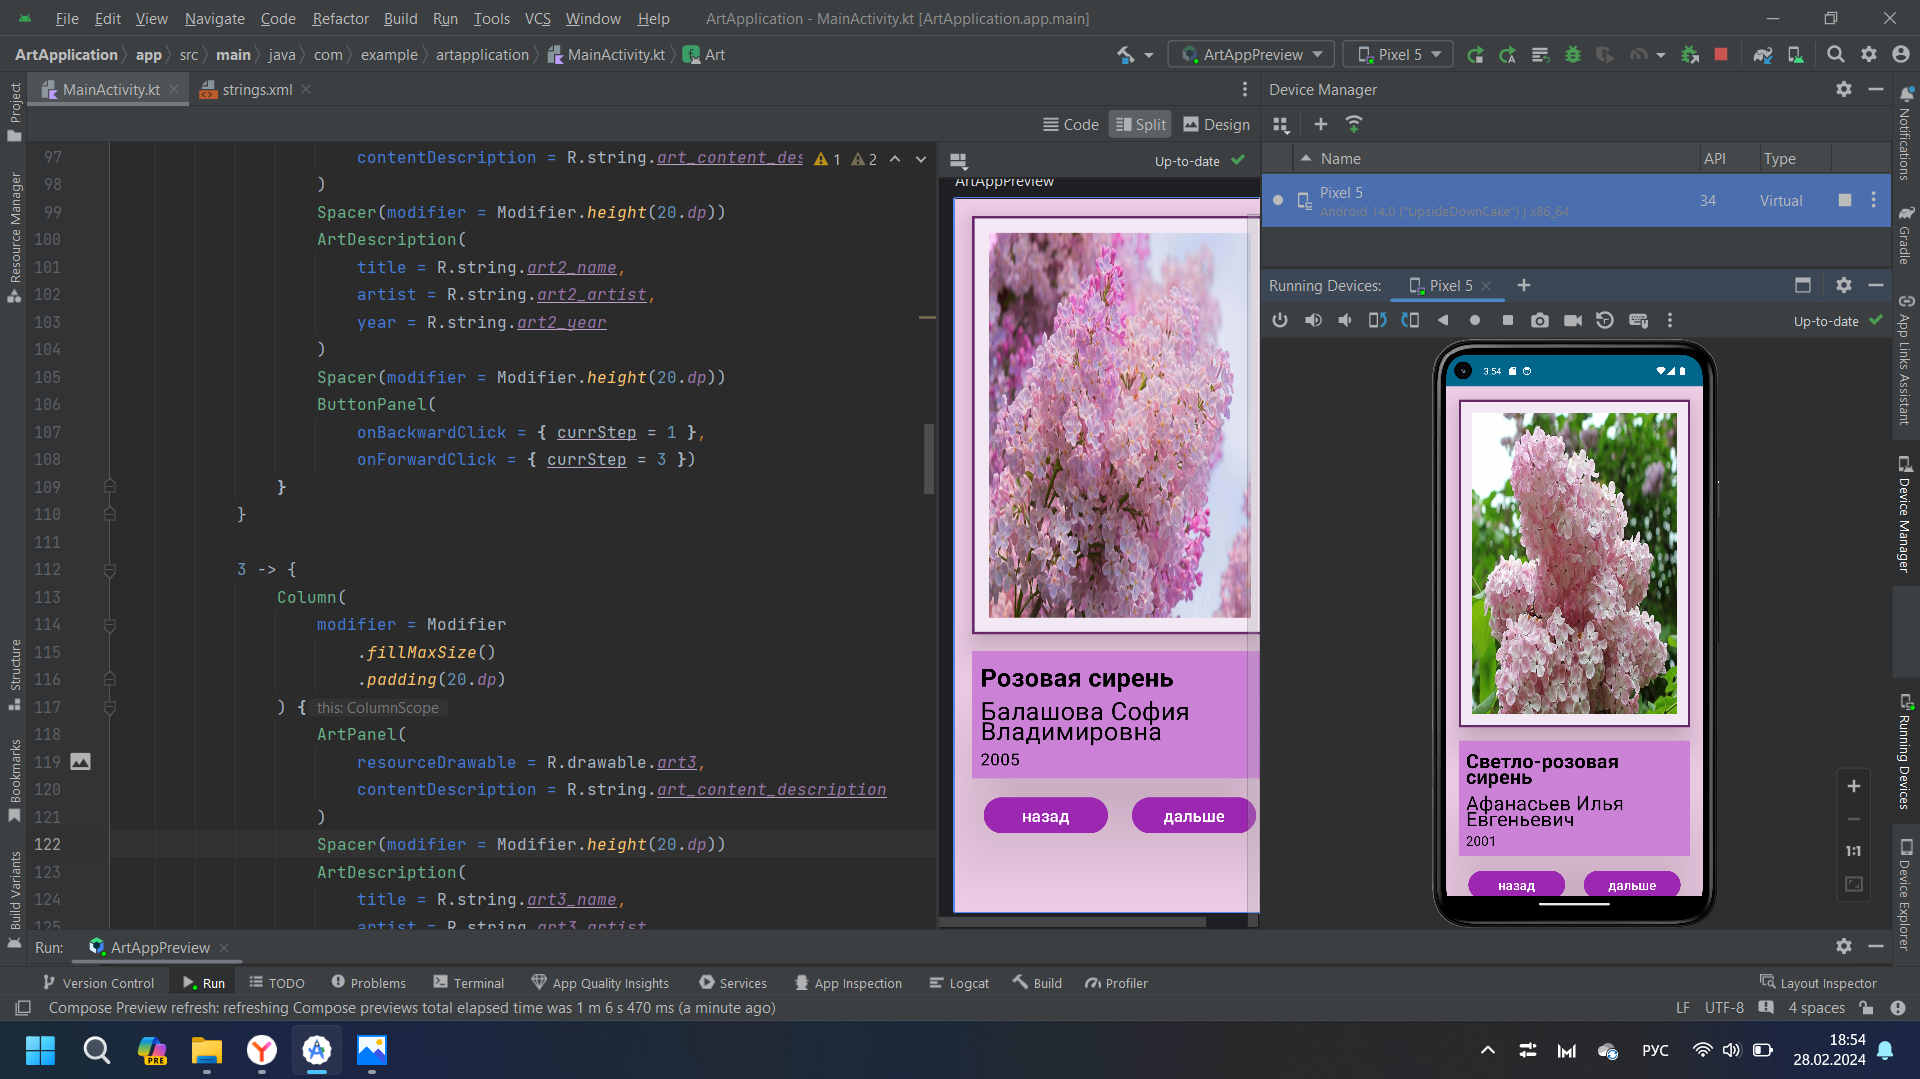 File Edit View Navigate Code Refactor Build Run Tools VCS Window Help ArtApplication - MainActivity.kt [ArtApplication.app.main]
ArtApplication app src main java com example artapplication MainActivity.kt Art ArtAppPreview Pixel 5
MainActivity.kt strings.xml
Code Split Design
Project
Resource Manager
Structure
Bookmarks
Build Variants
97 contentDescription = R.string.art_content_des 1 2
98 )
99 Spacer(modifier = Modifier.height(20.dp))
100 ArtDescription(
101 title = R.string.art2_name,
102 artist = R.string.art2_artist,
103 year = R.string.art2_year
104 )
105 Spacer(modifier = Modifier.height(20.dp))
106 ButtonPanel(
107 onBackwardClick = { currStep = 1 },
108 onForwardClick = { currStep = 3 })
109 }
110 }
111
112 3 -> {
113 Column(
114 modifier = Modifier
115 .fillMaxSize()
116 .padding(20.dp)
117 ) { this: ColumnScope
118 ArtPanel(
119 resourceDrawable = R.drawable.art3,
120 contentDescription = R.string.art_content_description
121 )
122 Spacer(modifier = Modifier.height(20.dp))
123 ArtDescription(
124 title = R.string.art3_name,
125 artist = R.string.art3_artist
Up-to-date
ArtAppPreview
Розовая сирень
Балашова София
Владимировна
2005
назад дальше
Device Manager
Name API Type
Pixel 5 34 Virtual
Android 14.0 ("UpsideDownCake") | x86_64
Running Devices: Pixel 5
Up-to-date
3:54
Светло-розовая
сирень
Афанасьев Илья
Евгеньевич
2001
назад дальше
1:1
Notifications
Gradle
App Links Assistant
Device Manager
Running Devices
Device Explorer
Run: ArtAppPreview
Version Control Run TODO Problems Terminal App Quality Insights Services App Inspection Logcat Build Profiler Layout Inspector
Compose Preview refresh: refreshing Compose previews total elapsed time was 1 m 6 s 470 ms (a minute ago) LF UTF-8 4 spaces
PRE
РУС
18:54
28.02.2024